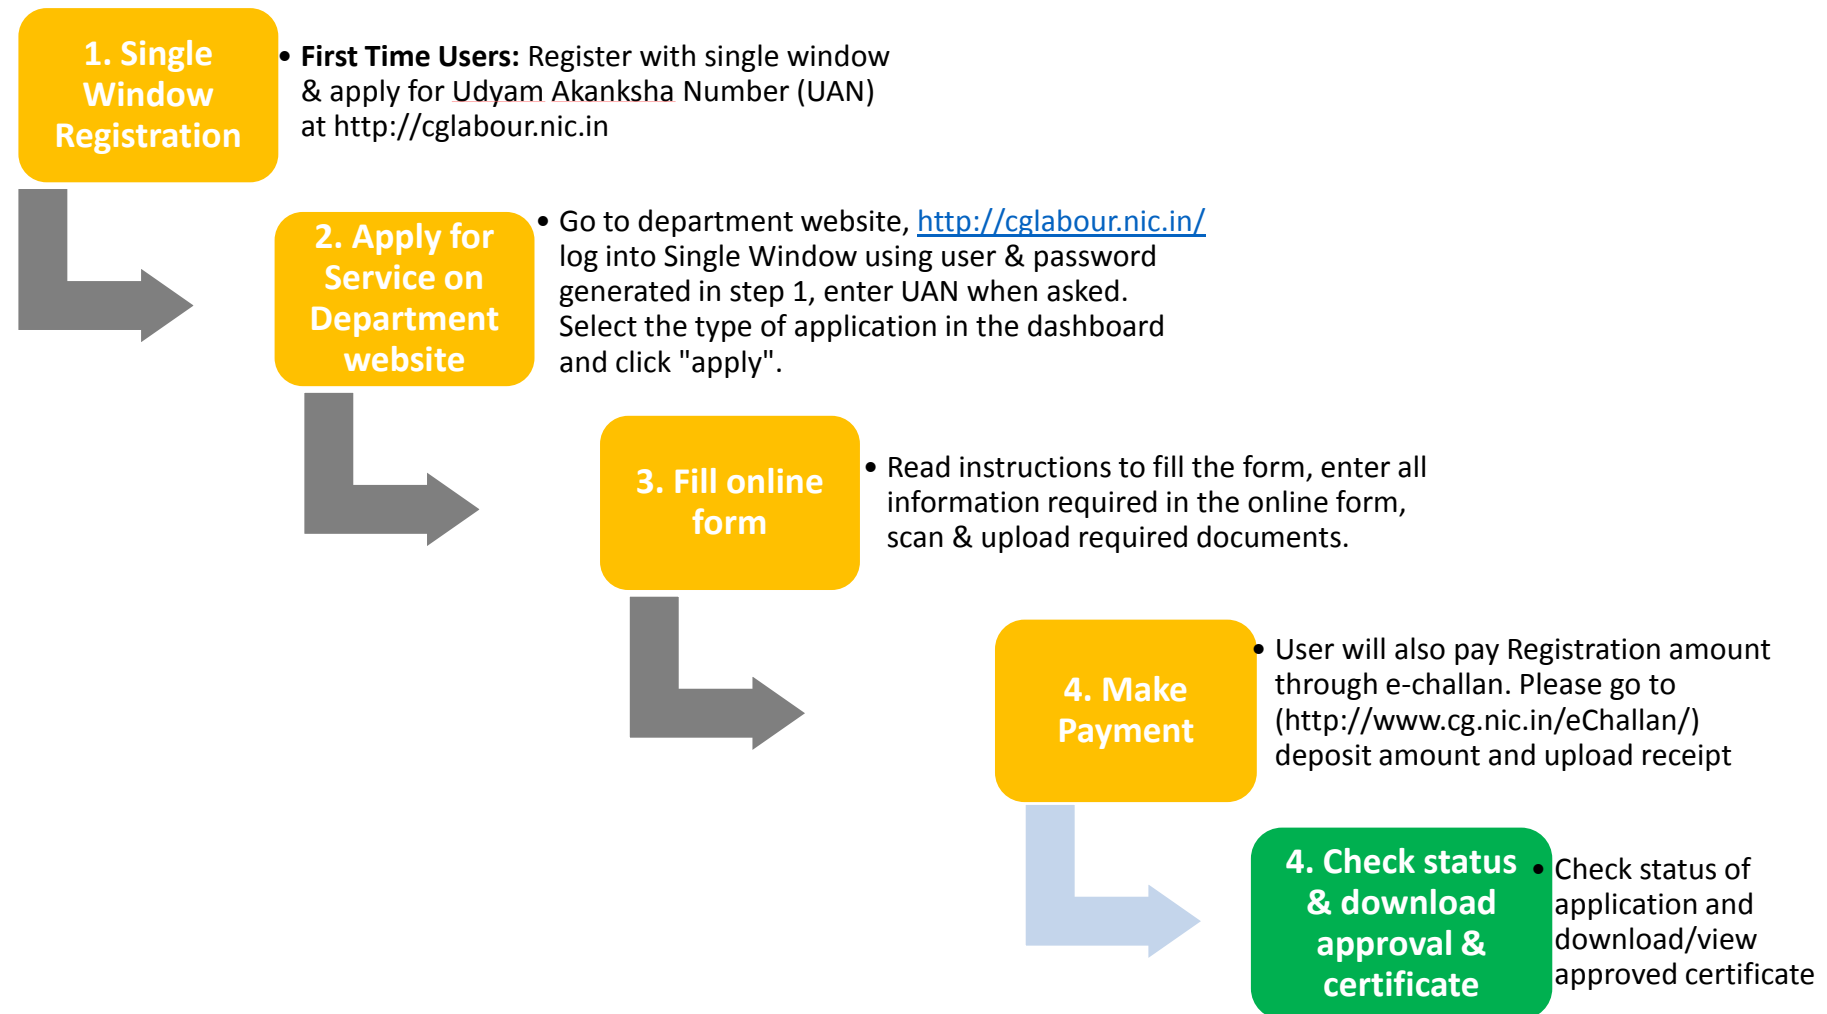 1. Single
Window
Registration
• First Time Users: Register with single window
& apply for Udyam Akanksha Number (UAN)
at http://cglabour.nic.in
2. Apply for
Service on
Department
website
• Go to department website, http://cglabour.nic.in/
log into Single Window using user & password
generated in step 1, enter UAN when asked.
Select the type of application in the dashboard
and click "apply".
3. Fill online
form
• Read instructions to fill the form, enter all
information required in the online form,
scan & upload required documents.
4. Make
Payment
• User will also pay Registration amount
through e-challan. Please go to
(http://www.cg.nic.in/eChallan/)
deposit amount and upload receipt
4. Check status
& download
approval &
certificate
• Check status of
application and
download/view
approved certificate